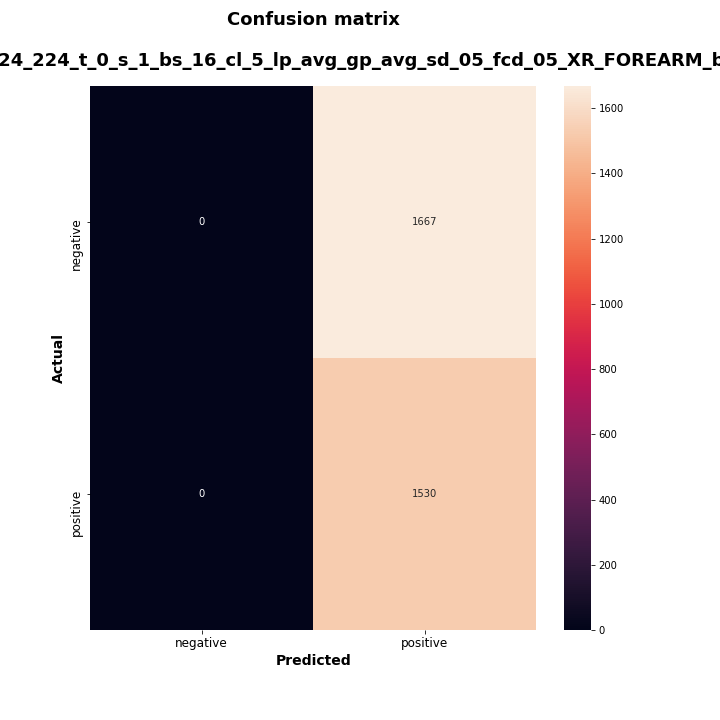 Confusion matrix
24_224_t_0_s_1_bs_16_cl_5_lp_avg_gp_avg_sd_05_fcd_05_XR_FOREARM_b
negative
positive
Actual
0
1667
0
1530
negative
positive
Predicted
1600
1400
1200
1000
800
600
400
200
0